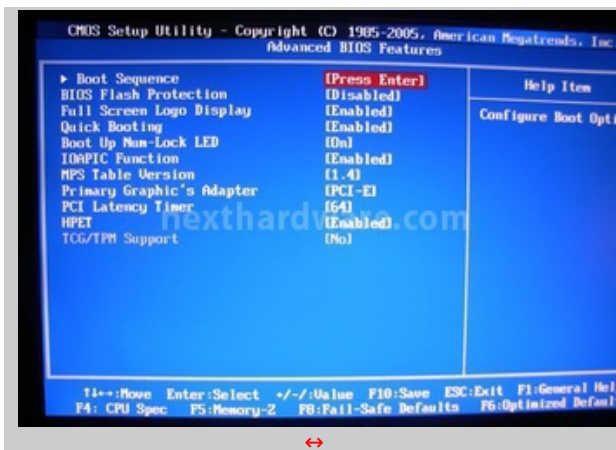 CMOS Setup Utility - Copyright (C) 1985-2005, American Megatrends, Inc
Advanced BIOS Features
▶ Boot Sequence [Press Enter]
BIOS Flash Protection [Disabled]
Full Screen Logo Display [Enabled]
Quick Booting [Enabled]
Boot Up Num-Lock LED [On]
IOAPIC Function [Enabled]
MPS Table Version [1.4]
Primary Graphic's Adapter [PCI-E]
PCI Latency Timer [64]
HPET [Enabled]
TCG/TPM Support [No]
Help Item
Configure Boot Opti
nexthardware.com
↑↓←→:Move Enter:Select +/-/:Value F10:Save ESC:Exit F1:General Hel
F4: CPU Spec F5:Memory-Z F8:Fail-Safe Defaults F6:Optimized Defaul